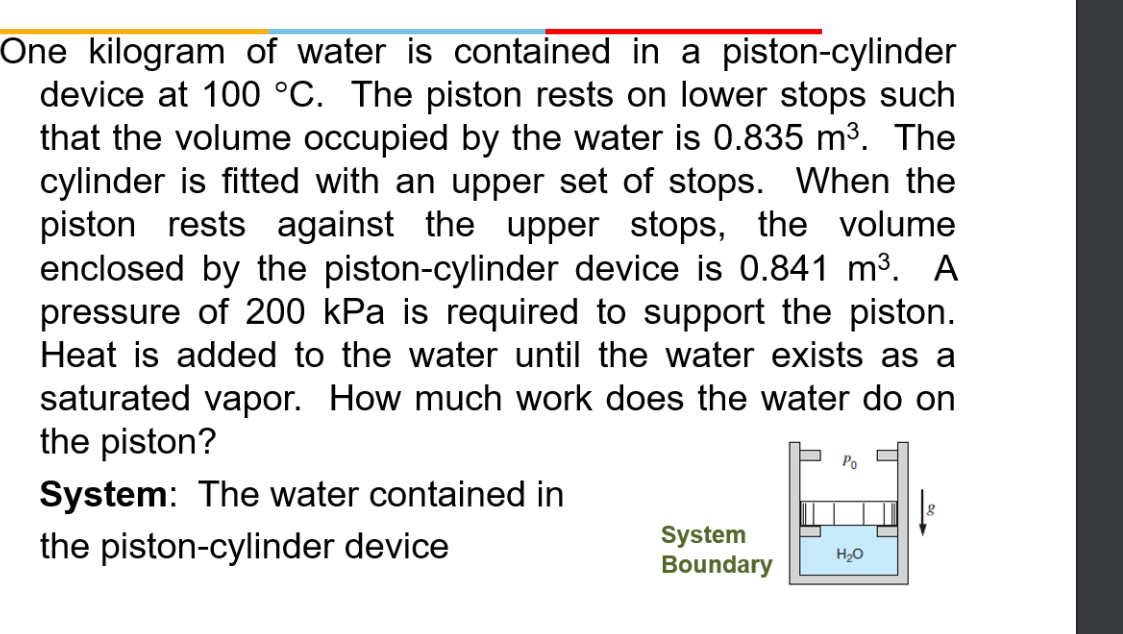 One kilogram of water is contained in a piston-cylinder
device at 100 °C. The piston rests on lower stops such
that the volume occupied by the water is 0.835 m³. The
cylinder is fitted with an upper set of stops. When the
piston rests against the upper stops, the volume
enclosed by the piston-cylinder device is 0.841 m³. A
pressure of 200 kPa is required to support the piston.
Heat is added to the water until the water exists as a
saturated vapor. How much work does the water do on
the piston?
System: The water contained in
the piston-cylinder device
System
Boundary
P₀
g
H₂O